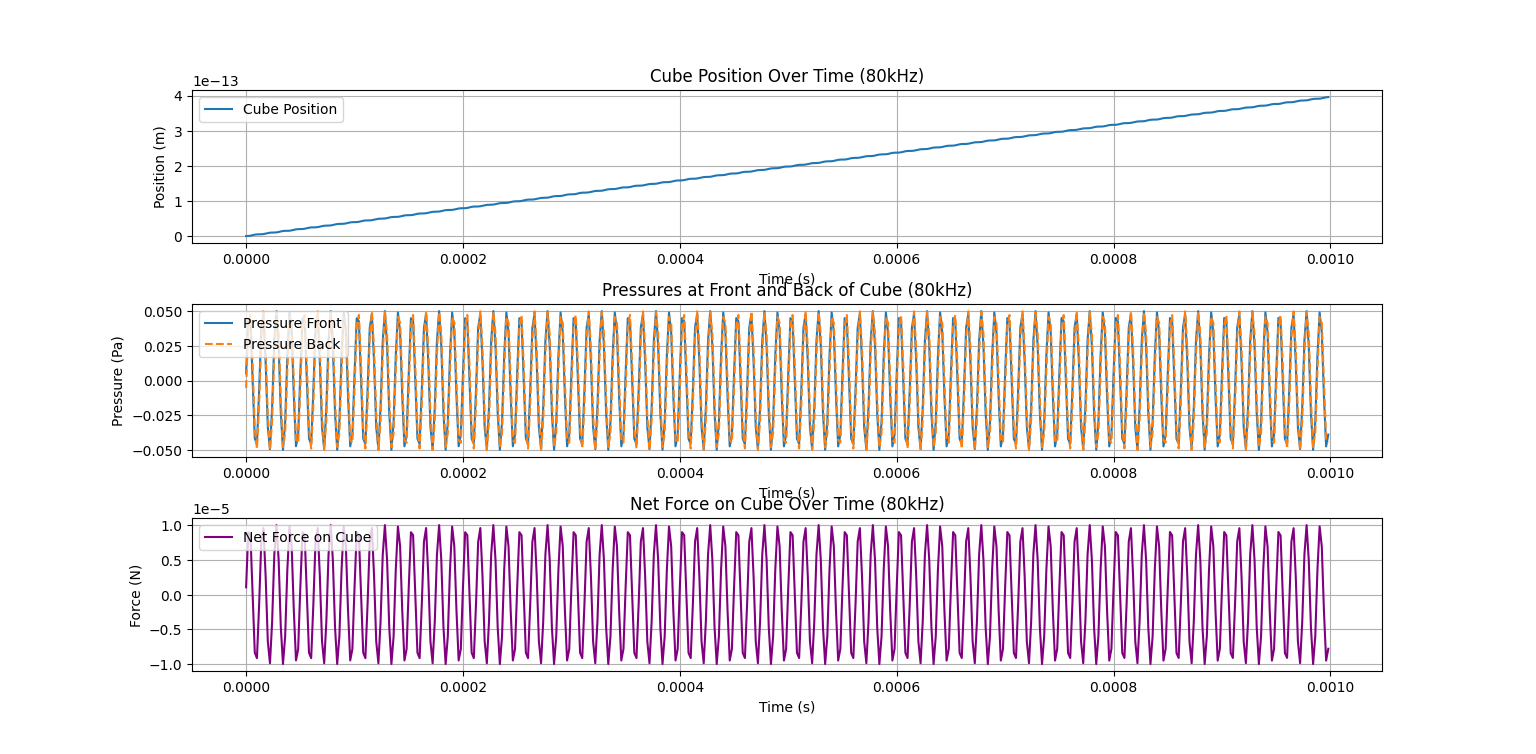 Cube Position Over Time (80kHz)
1e−13
4
3
2
1
0
Position (m)
Cube Position
0.0000 0.0002 0.0004 0.0006 0.0008 0.0010
Time (s)
Pressures at Front and Back of Cube (80kHz)
0.050
0.025
0.000
−0.025
−0.050
Pressure (Pa)
Pressure Front
Pressure Back
0.0000 0.0002 0.0004 0.0006 0.0008 0.0010
Time (s)
Net Force on Cube Over Time (80kHz)
1e−5
1.0
0.5
0.0
−0.5
−1.0
Force (N)
Net Force on Cube
0.0000 0.0002 0.0004 0.0006 0.0008 0.0010
Time (s)